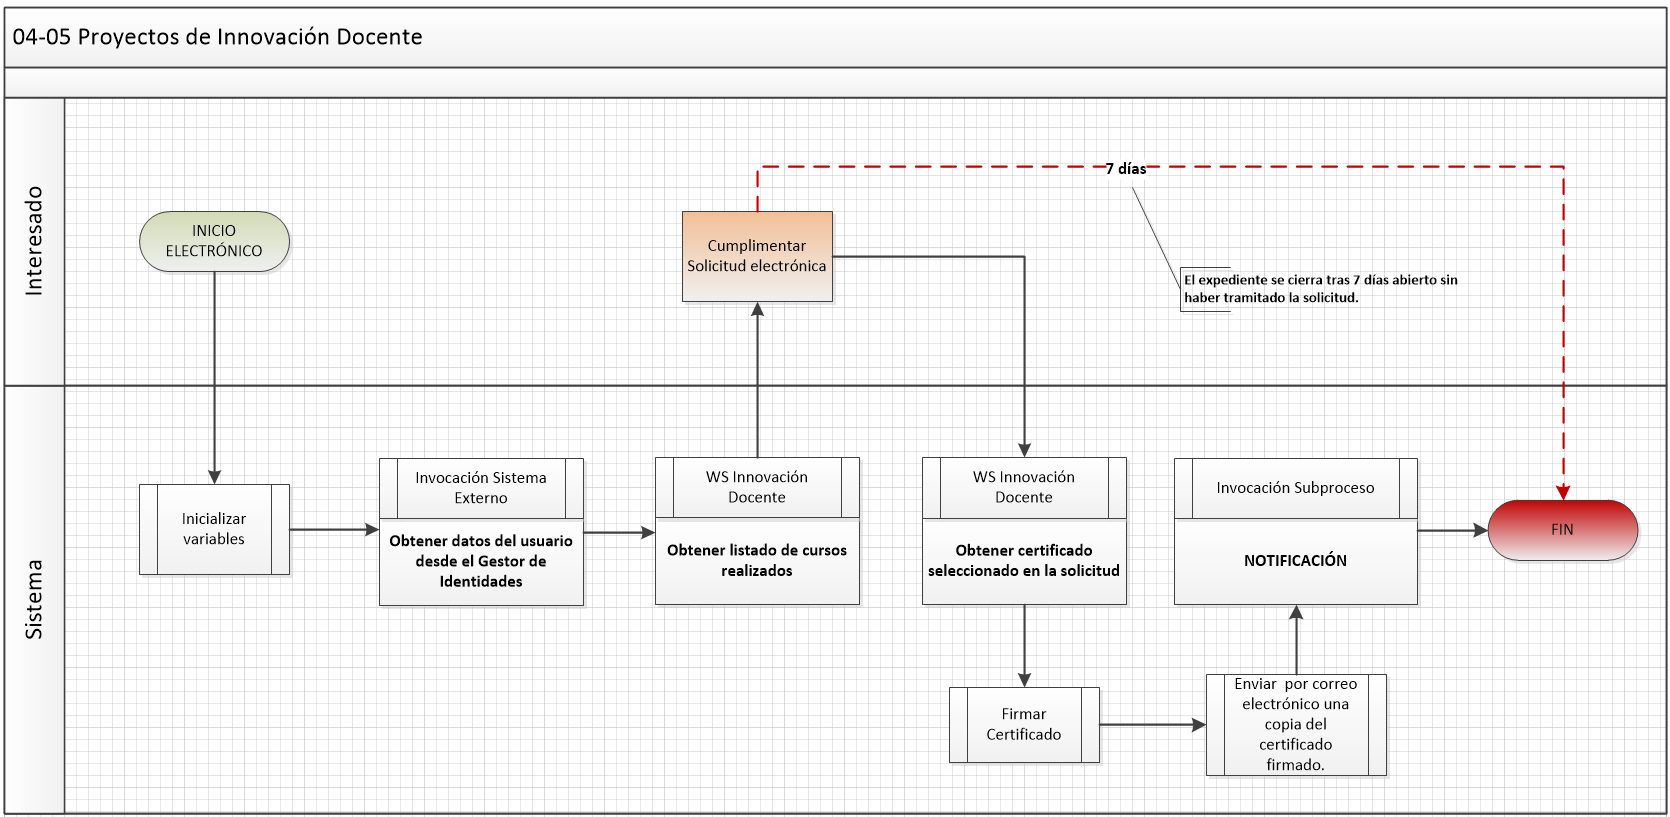 04-05 Proyectos de Innovación Docente
Interesado
INICIO
ELECTRÓNICO
Cumplimentar
Solicitud electrónica
7 días
El expediente se cierra tras 7 días abierto sin
haber tramitado la solicitud.
Sistema
Inicializar
variables
Invocación Sistema
Externo
Obtener datos del usuario
desde el Gestor de
Identidades
WS Innovación
Docente
Obtener listado de cursos
realizados
WS Innovación
Docente
Obtener certificado
seleccionado en la solicitud
Firmar
Certificado
Enviar  por correo
electrónico una
copia del
certificado
firmado.
Invocación Subproceso
NOTIFICACIÓN
FIN